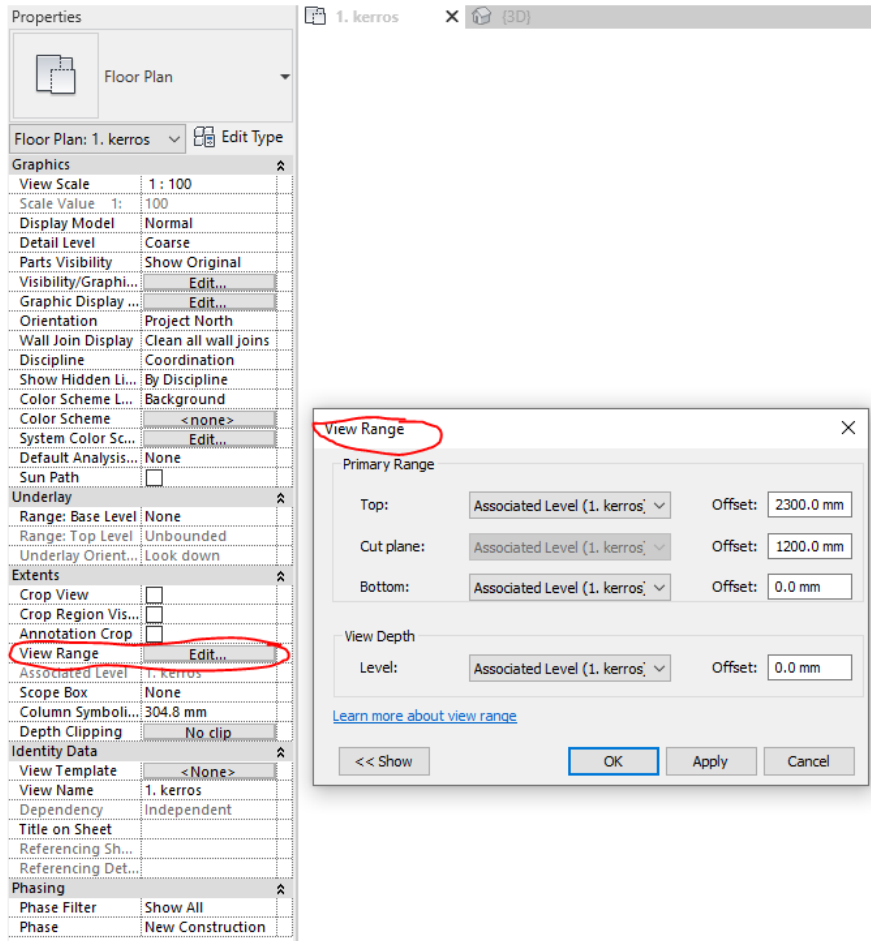 Properties
Floor Plan
Floor Plan: 1. kerros
Edit Type
Graphics
View Scale 1 : 100
Scale Value 1: 100
Display Model Normal
Detail Level Coarse
Parts Visibility Show Original
Visibility/Graphi... Edit...
Graphic Display ... Edit...
Orientation Project North
Wall Join Display Clean all wall joins
Discipline Coordination
Show Hidden Li... By Discipline
Color Scheme L... Background
Color Scheme <none>
System Color Sc... Edit...
Default Analysis... None
Sun Path
Underlay
Range: Base Level None
Range: Top Level Unbounded
Underlay Orient... Look down
Extents
Crop View
Crop Region Vis...
Annotation Crop
View Range Edit...
Associated Level 1. kerros
Scope Box None
Column Symboli... 304.8 mm
Depth Clipping No clip
Identity Data
View Template <None>
View Name 1. kerros
Dependency Independent
Title on Sheet
Referencing Sh...
Referencing Det...
Phasing
Phase Filter Show All
Phase New Construction
1. kerros
{3D}
View Range
Primary Range
Top: Associated Level (1. kerros) Offset: 2300.0 mm
Cut plane: Associated Level (1. kerros) Offset: 1200.0 mm
Bottom: Associated Level (1. kerros) Offset: 0.0 mm
View Depth
Level: Associated Level (1. kerros) Offset: 0.0 mm
Learn more about view range
<< Show OK Apply Cancel